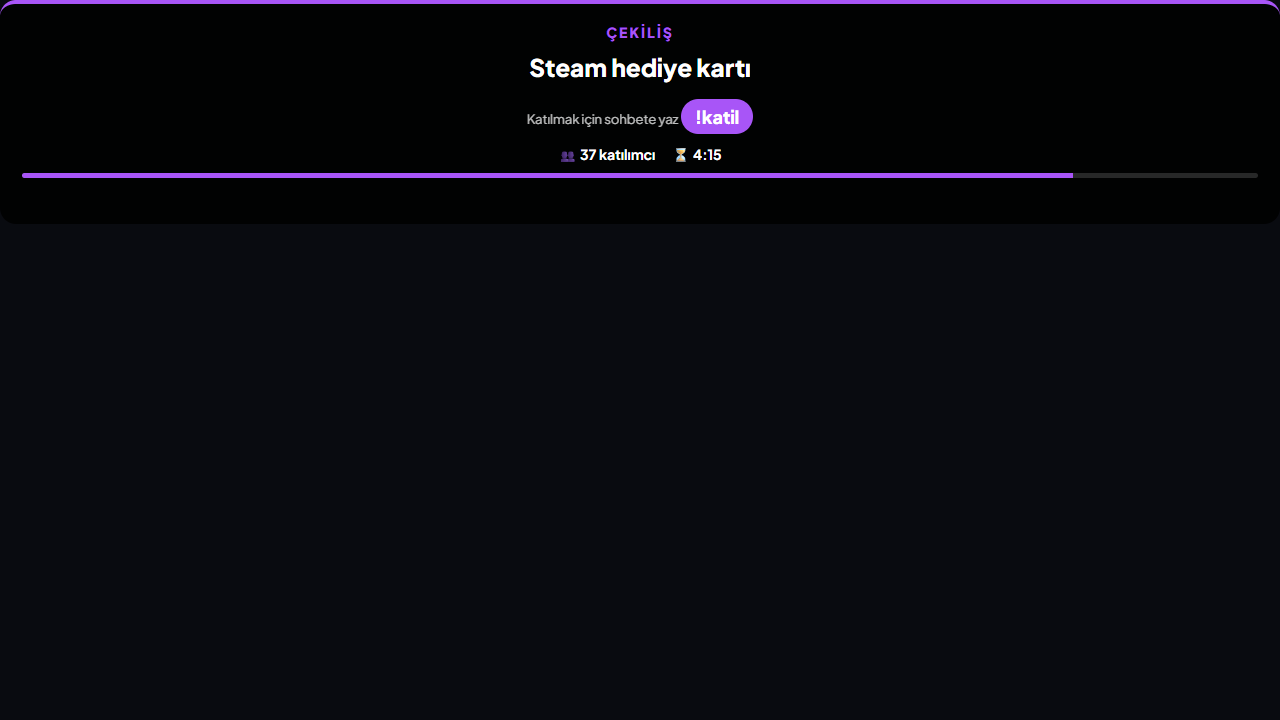 ÇEKİLİŞ
Steam hediye kartı
Katılmak için sohbete yaz !katil
👥 37 katılımcı ⏳ 4:15